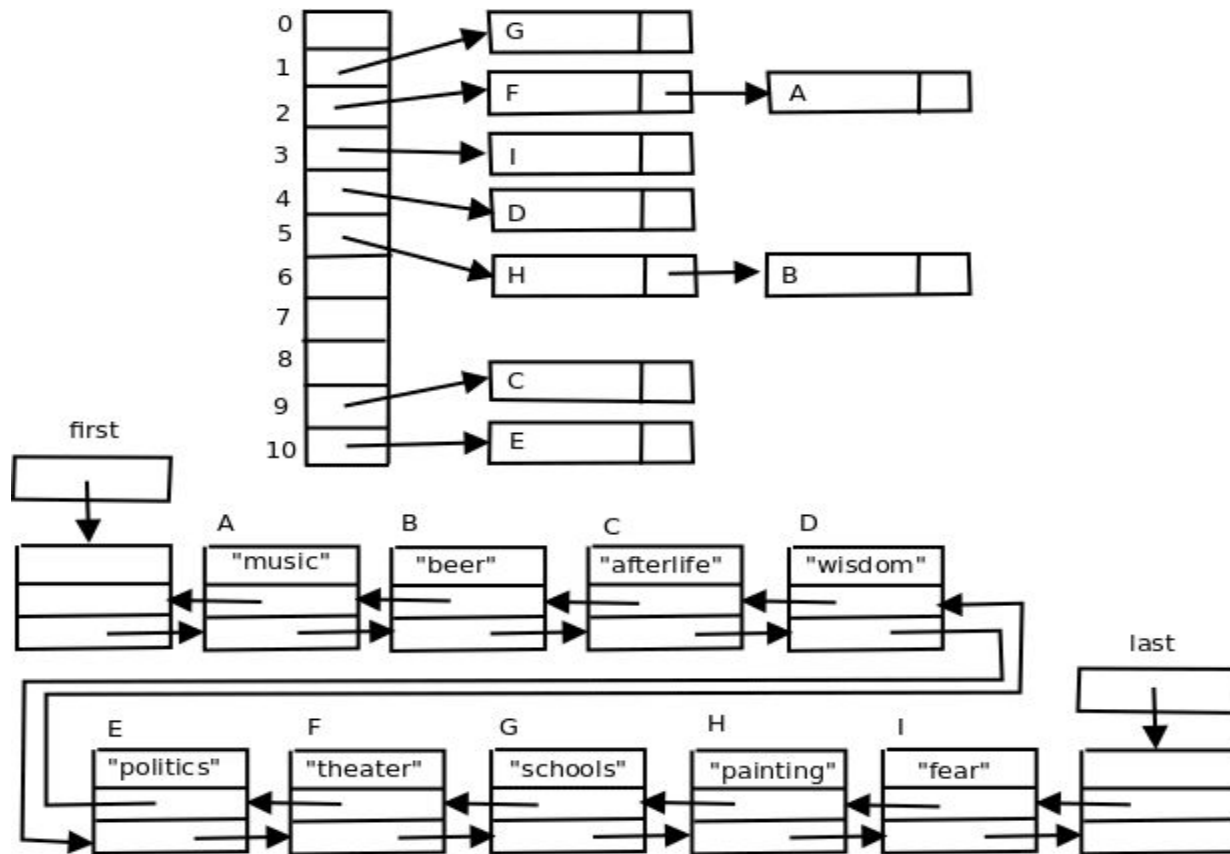 0
G
1
F A
2
3 I
4 D
5
H B
6
7
8
C
9
E
10
first
A B C D
"music" "beer" "afterlife" "wisdom"
last
E F G H I
"politics" "theater" "schools" "painting" "fear"